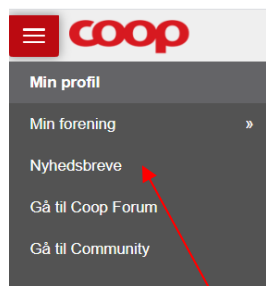 coop
Min profil
Min forening »
Nyhedsbreve
Gå til Coop Forum
Gå til Community